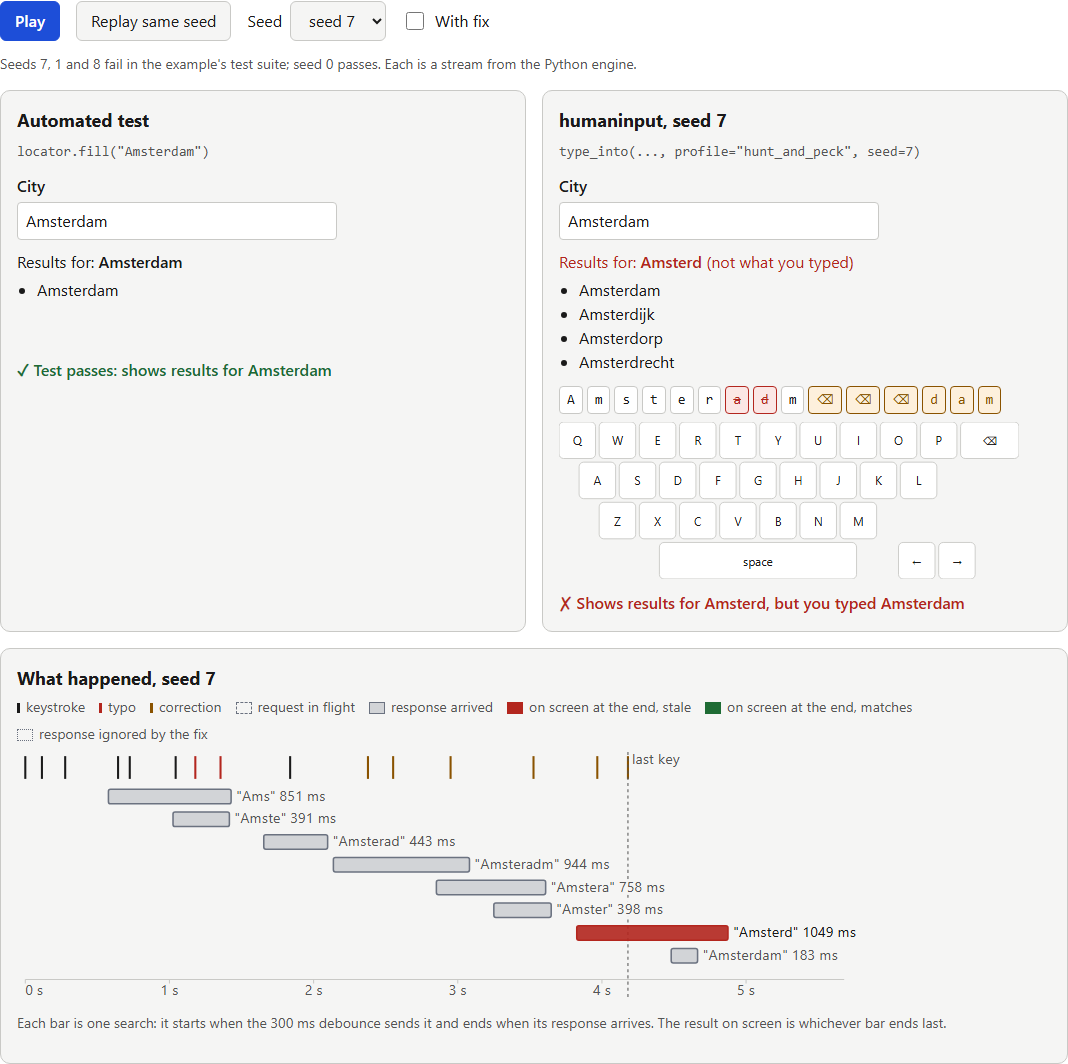 Play Replay same seed Seed seed 7 With fix
Seeds 7, 1 and 8 fail in the example's test suite; seed 0 passes. Each is a stream from the Python engine.
Automated test
locator.fill("Amsterdam")
City
Amsterdam
Results for: Amsterdam
• Amsterdam
✓ Test passes: shows results for Amsterdam
humaninput, seed 7
type_into(..., profile="hunt_and_peck", seed=7)
City
Amsterdam
Results for: Amsterd (not what you typed)
• Amsterdam
• Amsterdijk
• Amsterdorp
• Amsterdrecht
A m s t e r a d m ⌫ ⌫ ⌫ d a m
Q W E R T Y U I O P ⌫
A S D F G H J K L
Z X C V B N M
space ← →
✗ Shows results for Amsterd, but you typed Amsterdam
What happened, seed 7
keystroke typo correction request in flight response arrived on screen at the end, stale on screen at the end, matches
response ignored by the fix
last key
"Ams" 851 ms
"Amste" 391 ms
"Amsterad" 443 ms
"Amsteradm" 944 ms
"Amstera" 758 ms
"Amster" 398 ms
"Amsterd" 1049 ms
"Amsterdam" 183 ms
0 s 1 s 2 s 3 s 4 s 5 s
Each bar is one search: it starts when the 300 ms debounce sends it and ends when its response arrives. The result on screen is whichever bar ends last.